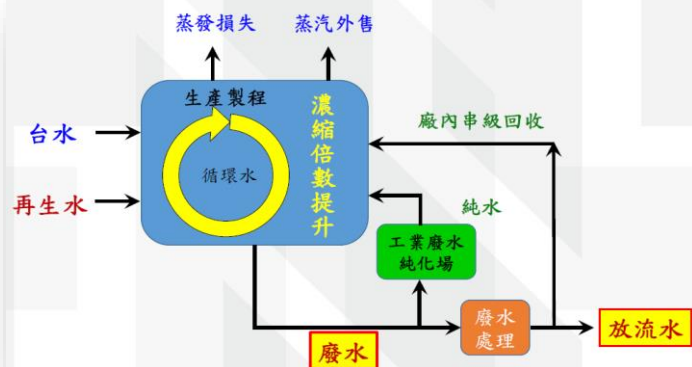 蒸發損失
蒸汽外售
生產製程
濃縮倍數提升
循環水
台水
再生水
廠內串級回收
純水
工業廢水
純化場
廢水
廢水
處理
放流水